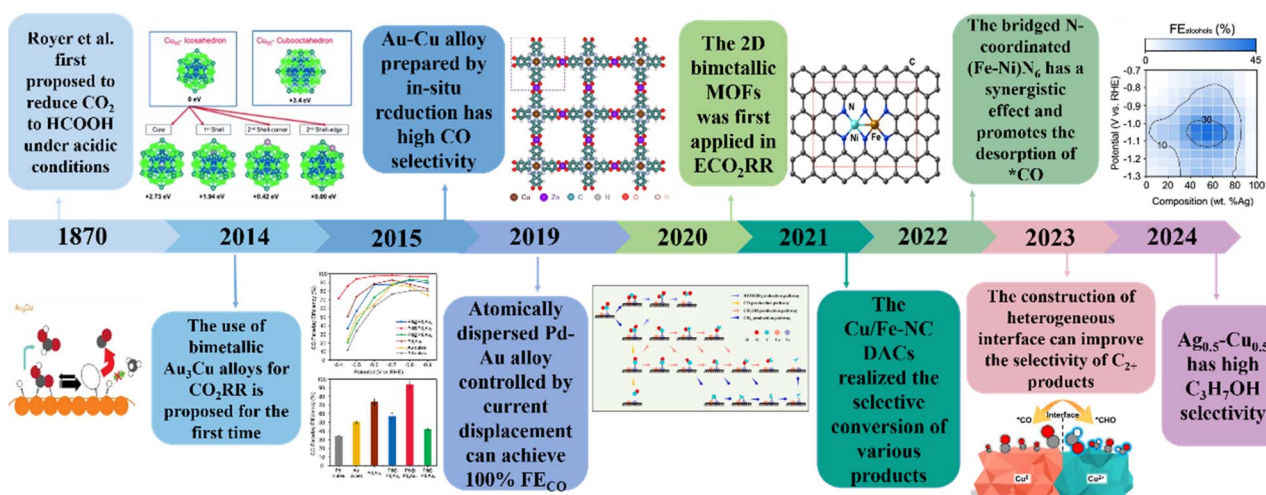 Royer et al.
first
proposed to
reduce CO₂
to HCOOH
under acidic
conditions
Cu₅₅- Icosahedron
Cu₅₅- Cubooctahedron
0 eV
+3.4 eV
Core
1ˢᵗ Shell
2ⁿᵈ Shell-corner
2ⁿᵈ Shell-edge
+2.73 eV
+1.94 eV
+0.42 eV
+0.00 eV
Au-Cu alloy
prepared by
in-situ
reduction has
high CO
selectivity
Cu
Zn
C
N
O
H
The 2D
bimetallic
MOFs
was first
applied in
ECO₂RR
C
N
Ni
Fe
The bridged N-
coordinated
(Fe-Ni)N₆ has a
synergistic
effect and
promotes the
desorption of
*CO
FEalcohols (%)
0
45
Potential (V vs. RHE)
-0.7
-0.8
-0.9
-1.0
-1.1
-1.2
-1.3
30
10
0 20 40 60 80 100
Composition (wt. %Ag)
1870
2014
2015
2019
2020
2021
2022
2023
2024
The use of
bimetallic
Au₃Cu alloys for
CO₂RR is
proposed for the
first time
CO Faraday Efficiency (%)
Potential (V vs. RHE)
CO Faraday Efficiency (%)
Atomically
dispersed Pd-
Au alloy
controlled by
current
displacement
can achieve
100% FECO
The
Cu/Fe-NC
DACs
realized the
selective
conversion of
various
products
The construction of
heterogeneous
interface can improve
the selectivity of C₂₊
products
*CO
Interface
*CHO
Cu⁰
Cu²⁺
Ag₀.₅-Cu₀.₅
has high
C₃H₇OH
selectivity